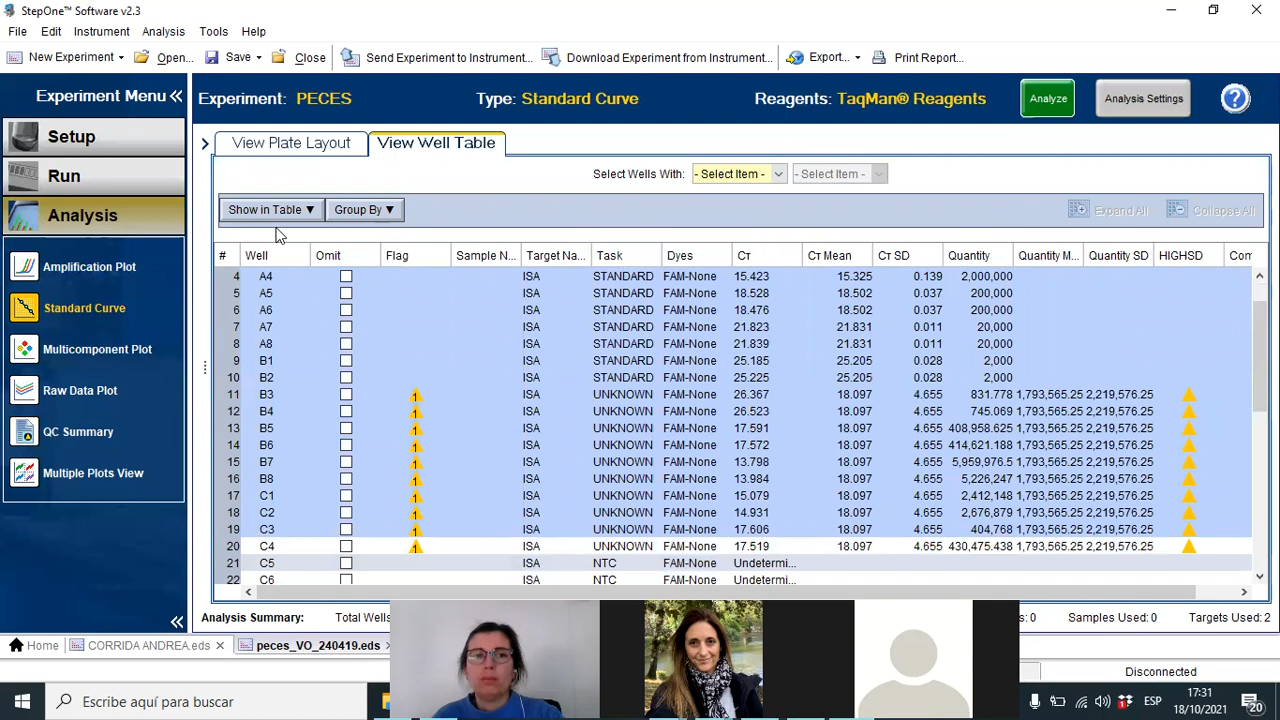 StepOne™ Software v2.3
File Edit Instrument Analysis Tools Help
New Experiment Open... Save Close Send Experiment to Instrument... Download Experiment from Instrument... Export... Print Report...
Experiment Menu Experiment: PECES Type: Standard Curve Reagents: TaqMan® Reagents Analyze Analysis Settings
Setup
Run
Analysis
Amplification Plot
Standard Curve
Multicomponent Plot
Raw Data Plot
QC Summary
Multiple Plots View
View Plate Layout View Well Table
Select Wells With: - Select Item - - Select Item -
Show in Table ▼ Group By ▼ Expand All Collapse All
# Well Omit Flag Sample N... Target Na... Task Dyes Cт Cт Mean Cт SD Quantity Quantity M... Quantity SD HIGHSD Com
4 A4 ISA STANDARD FAM-None 15.423 15.325 0.139 2,000,000
5 A5 ISA STANDARD FAM-None 18.528 18.502 0.037 200,000
6 A6 ISA STANDARD FAM-None 18.476 18.502 0.037 200,000
7 A7 ISA STANDARD FAM-None 21.823 21.831 0.011 20,000
8 A8 ISA STANDARD FAM-None 21.839 21.831 0.011 20,000
9 B1 ISA STANDARD FAM-None 25.185 25.205 0.028 2,000
10 B2 ISA STANDARD FAM-None 25.225 25.205 0.028 2,000
11 B3 1 ISA UNKNOWN FAM-None 26.367 18.097 4.655 831.778 1,793,565.25 2,219,576.25
12 B4 1 ISA UNKNOWN FAM-None 26.523 18.097 4.655 745.069 1,793,565.25 2,219,576.25
13 B5 1 ISA UNKNOWN FAM-None 17.591 18.097 4.655 408,958.625 1,793,565.25 2,219,576.25
14 B6 1 ISA UNKNOWN FAM-None 17.572 18.097 4.655 414,621.188 1,793,565.25 2,219,576.25
15 B7 1 ISA UNKNOWN FAM-None 13.798 18.097 4.655 5,959,976.5 1,793,565.25 2,219,576.25
16 B8 1 ISA UNKNOWN FAM-None 13.984 18.097 4.655 5,226,247 1,793,565.25 2,219,576.25
17 C1 1 ISA UNKNOWN FAM-None 15.079 18.097 4.655 2,412,148 1,793,565.25 2,219,576.25
18 C2 1 ISA UNKNOWN FAM-None 14.931 18.097 4.655 2,676,879 1,793,565.25 2,219,576.25
19 C3 1 ISA UNKNOWN FAM-None 17.606 18.097 4.655 404,768 1,793,565.25 2,219,576.25
20 C4 1 ISA UNKNOWN FAM-None 17.519 18.097 4.655 430,475.438 1,793,565.25 2,219,576.25
21 C5 ISA NTC FAM-None Undetermi...
22 C6 ISA NTC FAM-None Undetermi...
Analysis Summary: Total Wells : 0 Samples Used: 0 Targets Used: 2
Home CORRIDA ANDREA.eds peces_VO_240419.eds
Disconnected
Escribe aquí para buscar ESP 17:31
18/10/2021 20